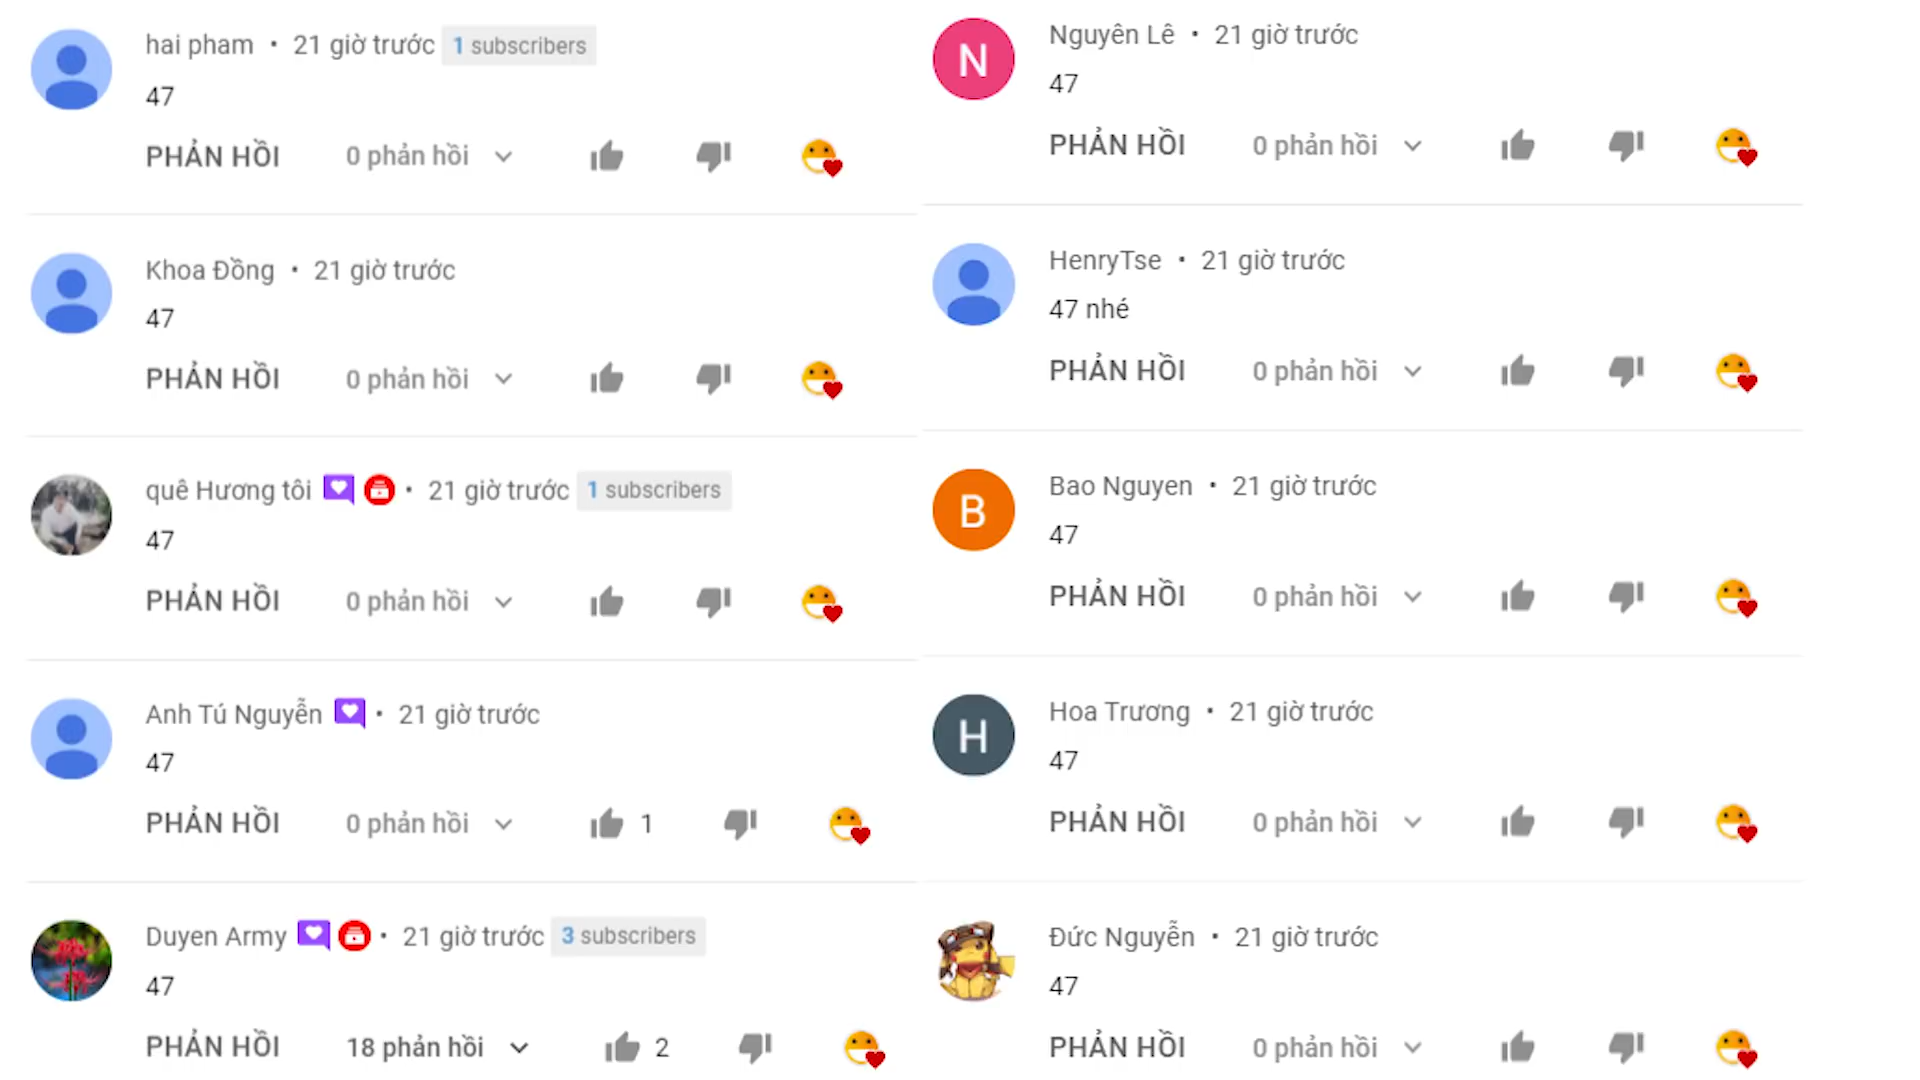 hai pham • 21 giờ trước 1 subscribers
47
PHẢN HỒI 0 phản hồi
Khoa Đồng • 21 giờ trước
47
PHẢN HỒI 0 phản hồi
quê Hương tôi • 21 giờ trước 1 subscribers
47
PHẢN HỒI 0 phản hồi
Anh Tú Nguyễn • 21 giờ trước
47
PHẢN HỒI 0 phản hồi 1
Duyen Army • 21 giờ trước 3 subscribers
47
PHẢN HỒI 18 phản hồi 2
N
Nguyên Lê • 21 giờ trước
47
PHẢN HỒI 0 phản hồi
HenryTse • 21 giờ trước
47 nhé
PHẢN HỒI 0 phản hồi
B
Bao Nguyen • 21 giờ trước
47
PHẢN HỒI 0 phản hồi
H
Hoa Trương • 21 giờ trước
47
PHẢN HỒI 0 phản hồi
Đức Nguyễn • 21 giờ trước
47
PHẢN HỒI 0 phản hồi